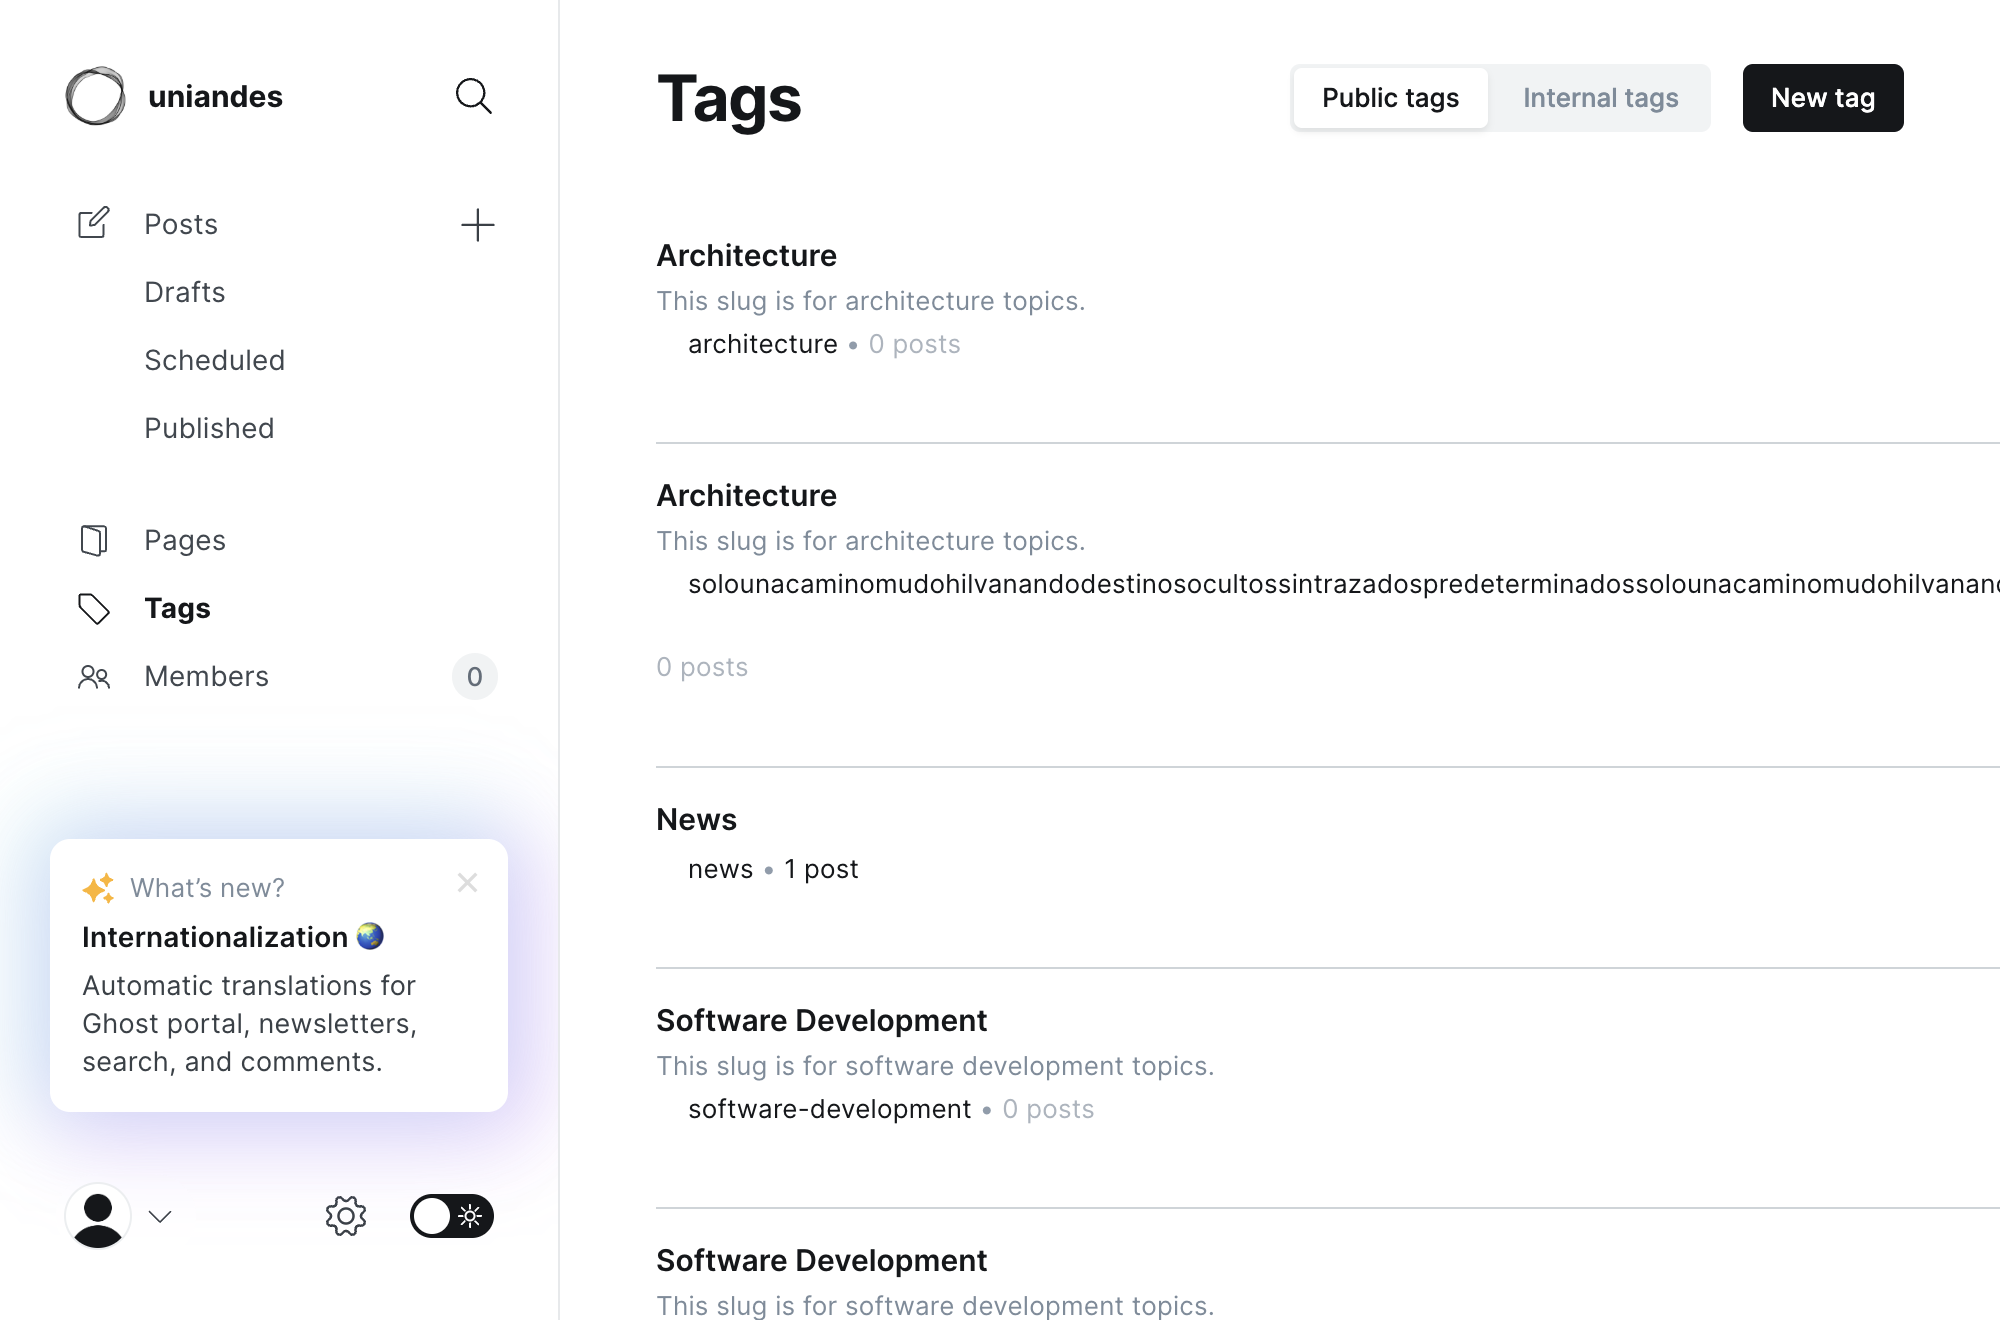 uniandes
Posts
Drafts
Scheduled
Published
Pages
Tags
Members
0
What’s new?
Internationalization 🌏
Automatic translations for
Ghost portal, newsletters,
search, and comments.
Tags
Public tags
Internal tags
New tag
Architecture
This slug is for architecture topics.
architecture • 0 posts
Architecture
This slug is for architecture topics.
solounacaminomudohilvanandodestinosocultossintrazadospredeterminadossolounacaminomudohilvanan
0 posts
News
news • 1 post
Software Development
This slug is for software development topics.
software-development • 0 posts
Software Development
This slug is for software development topics.